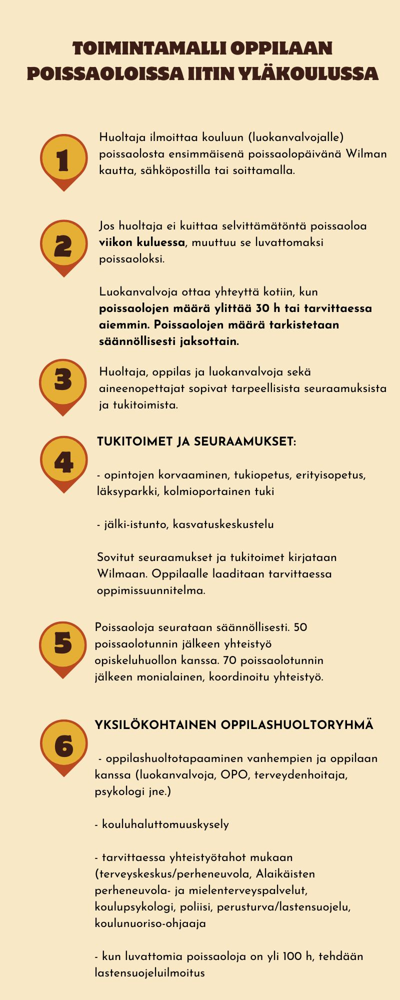 TOIMINTAMALLI OPPILAAN
POISSAOLOISSA IITIN YLÄKOULUSSA
1
Huoltaja ilmoittaa kouluun (luokanvalvojalle)
poissaolosta ensimmäisenä poissaolopäivänä Wilman
kautta, sähköpostilla tai soittamalla.
2
Jos huoltaja ei kuittaa selvittämätöntä poissaoloa
viikon kuluessa, muuttuu se luvattomaksi
poissaoloksi.
Luokanvalvoja ottaa yhteyttä kotiin, kun
poissaolojen määrä ylittää 30 h tai tarvittaessa
aiemmin. Poissaolojen määrä tarkistetaan
säännöllisesti jaksottain.
3
Huoltaja, oppilas ja luokanvalvoja sekä
aineenopettajat sopivat tarpeellisista seuraamuksista
ja tukitoimista.
4
TUKITOIMET JA SEURAAMUKSET:
- opintojen korvaaminen, tukiopetus, erityisopetus,
läksyparkki, kolmioportainen tuki
- jälki-istunto, kasvatuskeskustelu
Sovitut seuraamukset ja tukitoimet kirjataan
Wilmaan. Oppilaalle laaditaan tarvittaessa
oppimissuunnitelma.
5
Poissaoloja seurataan säännöllisesti. 50
poissaolotunnin jälkeen yhteistyö
opiskeluhuollon kanssa. 70 poissaolotunnin
jälkeen monialainen, koordinoitu yhteistyö.
6
YKSILÖKOHTAINEN OPPILASHUOLTORYHMÄ
- oppilashuoltotapaaminen vanhempien ja oppilaan
kanssa (luokanvalvoja, OPO, terveydenhoitaja,
psykologi jne.)
- kouluhaluttomuuskysely
- tarvittaessa yhteistyötahot mukaan
(terveyskeskus/perheneuvola, Alaikäisten
perheneuvola- ja mielenterveyspalvelut,
koulupsykologi, poliisi, perusturva/lastensuojelu,
koulunuoriso-ohjaaja
- kun luvattomia poissaoloja on yli 100 h, tehdään
lastensuojeluilmoitus